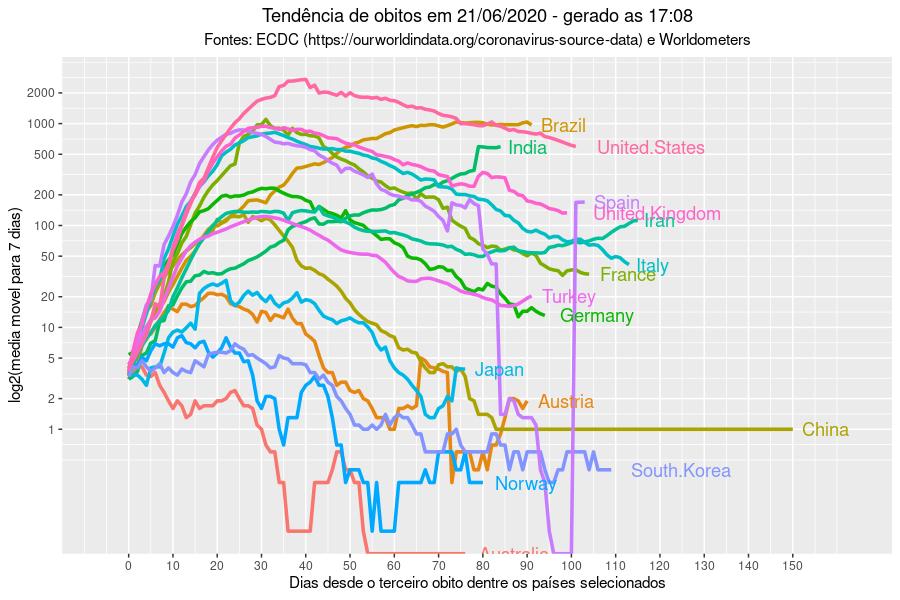 Tendência de obitos em 21/06/2020 - gerado as 17:08
Fontes: ECDC (https://ourworldindata.org/coronavirus-source-data) e Worldometers
log2(media movel para 7 dias)
2000
1000
500
200
100
50
20
10
5
2
1
Brazil
India
United.States
Spain
United.Kingdom
Iran
Italy
France
Turkey
Germany
Japan
Austria
China
South.Korea
Norway
Australia
0 10 20 30 40 50 60 70 80 90 100 110 120 130 140 150
Dias desde o terceiro obito dentre os países selecionados